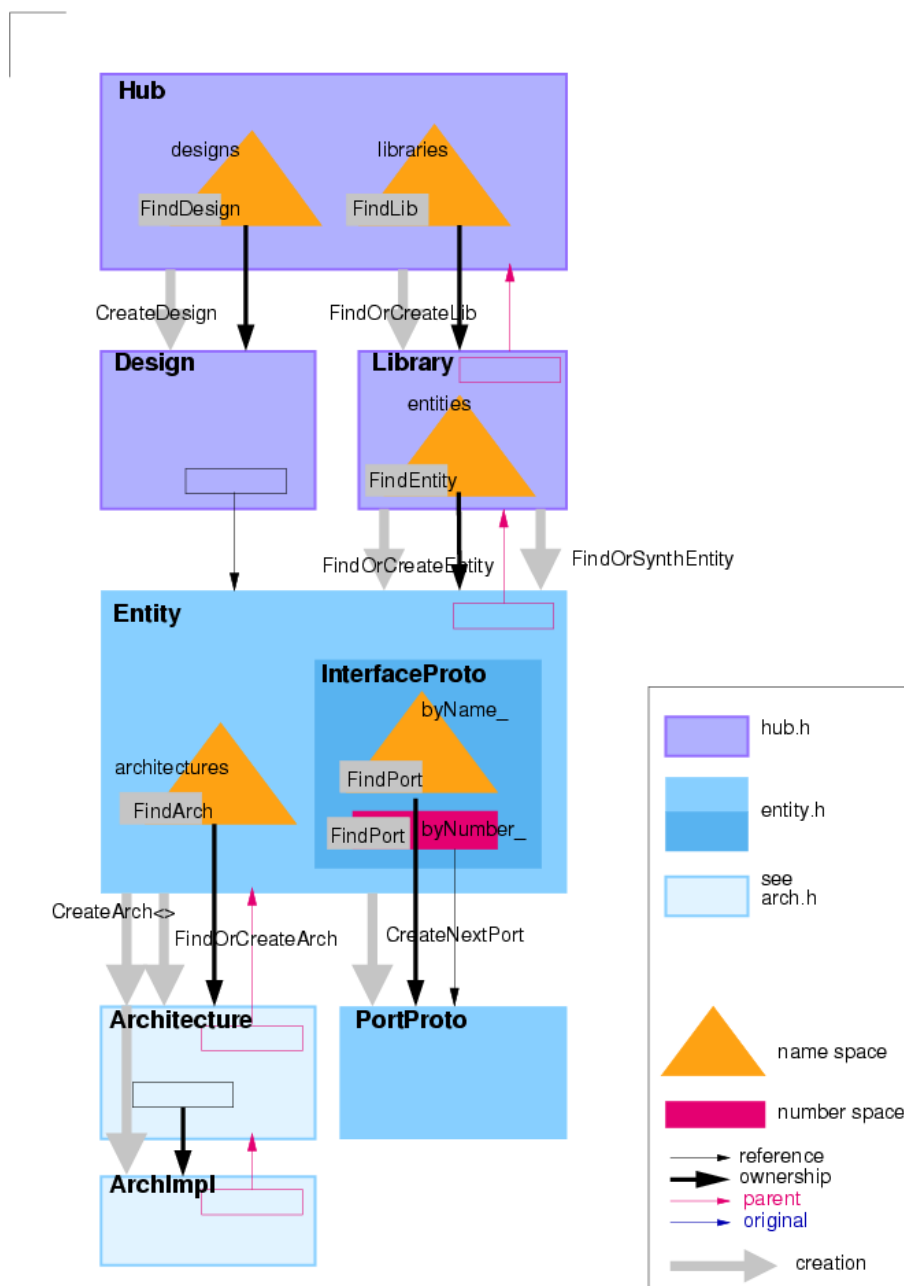 Hub
designs
libraries
FindDesign
FindLib
CreateDesign
FindOrCreateLib
Design
Library
entities
FindEntity
FindOrCreateEntity
FindOrSynthEntity
Entity
InterfaceProto
byName_
architectures
FindPort
FindArch
FindPort
byNumber_
CreateArch<>
FindOrCreateArch
CreateNextPort
Architecture
PortProto
ArchImpl
hub.h
entity.h
see
arch.h
name space
number space
reference
ownership
parent
original
creation